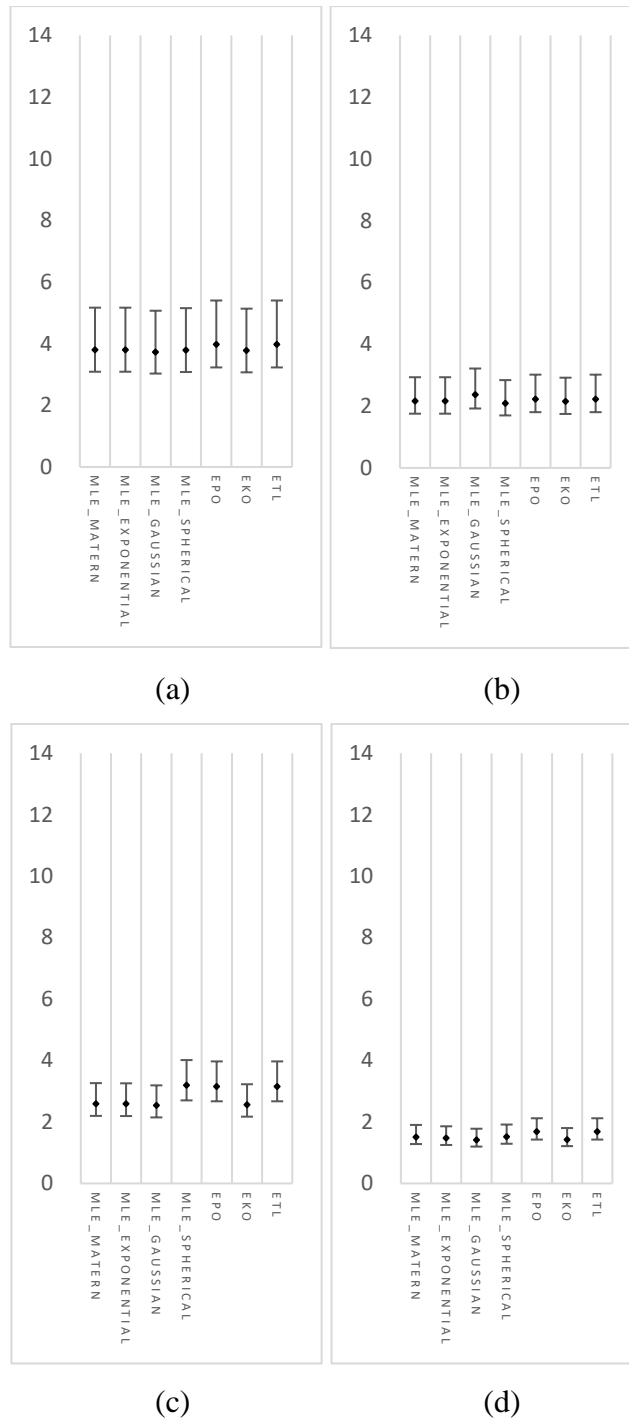 14
12
10
8
6
4
2
0
MLE_MATERN
MLE_EXPONENTIAL
MLE_GAUSSIAN
MLE_SPHERICAL
EPO
EKO
ETL
(a)
14
12
10
8
6
4
2
0
MLE_MATERN
MLE_EXPONENTIAL
MLE_GAUSSIAN
MLE_SPHERICAL
EPO
EKO
ETL
(b)
14
12
10
8
6
4
2
0
MLE_MATERN
MLE_EXPONENTIAL
MLE_GAUSSIAN
MLE_SPHERICAL
EPO
EKO
ETL
(c)
14
12
10
8
6
4
2
0
MLE_MATERN
MLE_EXPONENTIAL
MLE_GAUSSIAN
MLE_SPHERICAL
EPO
EKO
ETL
(d)